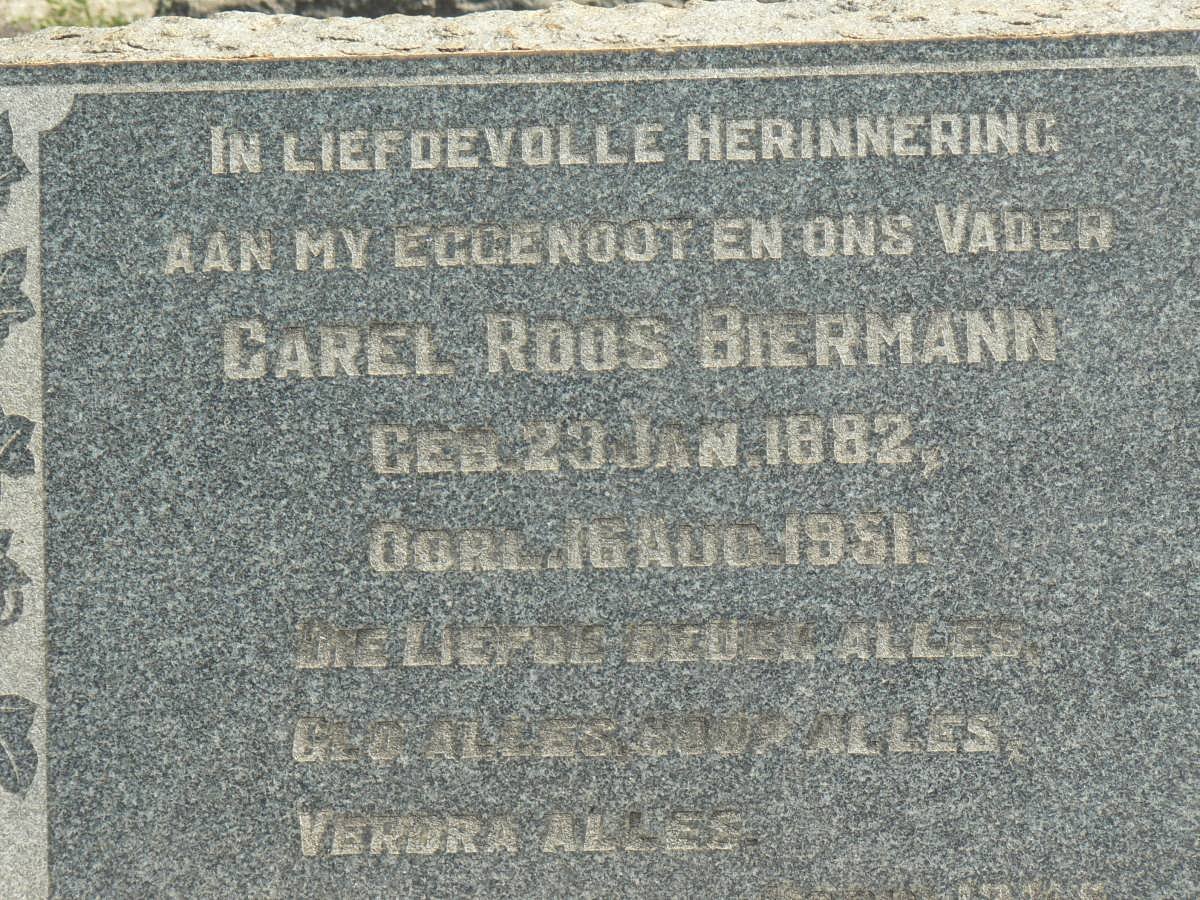 IN LIEFDEVOLLE HERINNERING
AAN MY EGGENOOT EN ONS VADER
CAREL ROOS BIERMANN
GEB. 23 JAN. 1882,
OORL. 16 AUG. 1951.
DIE LIEFDE BEDEK ALLES,
GLO ALLES, HOOP ALLES,
VERDRA ALLES.